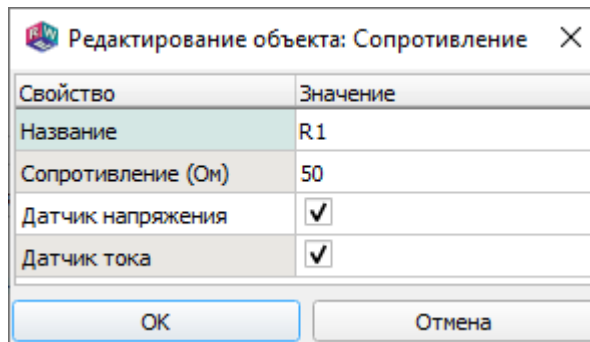 Редактирование объекта: Сопротивление
Свойство Значение
Название R1
Сопротивление (Ом) 50
Датчик напряжения
Датчик тока
OK Отмена